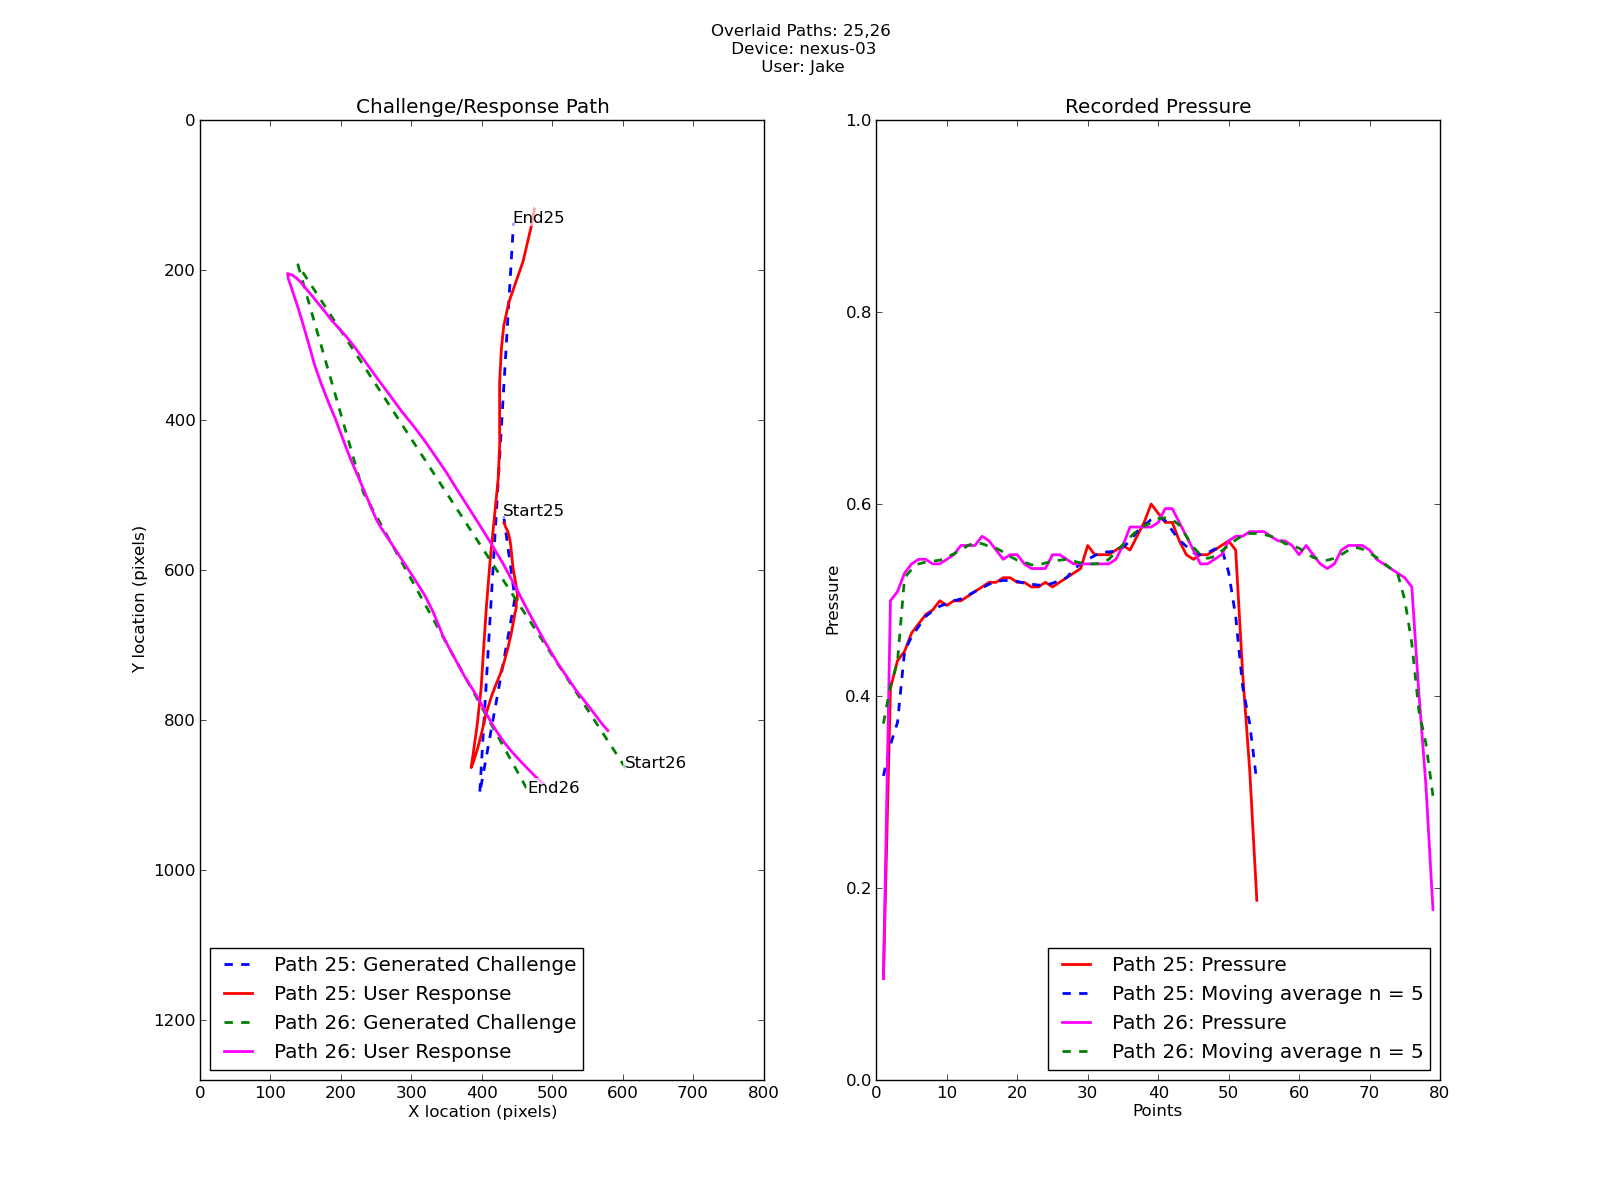 Overlaid Paths: 25,26
Device: nexus-03
User: Jake
Challenge/Response Path
0
200
400
600
800
1000
1200
Y location (pixels)
End25
Start25
Start26
End26
Path 25: Generated Challenge
Path 25: User Response
Path 26: Generated Challenge
Path 26: User Response
0 100 200 300 400 500 600 700 800
X location (pixels)
Recorded Pressure
1.0
0.8
0.6
0.4
0.2
0.0
Pressure
Path 25: Pressure
Path 25: Moving average n = 5
Path 26: Pressure
Path 26: Moving average n = 5
0 10 20 30 40 50 60 70 80
Points